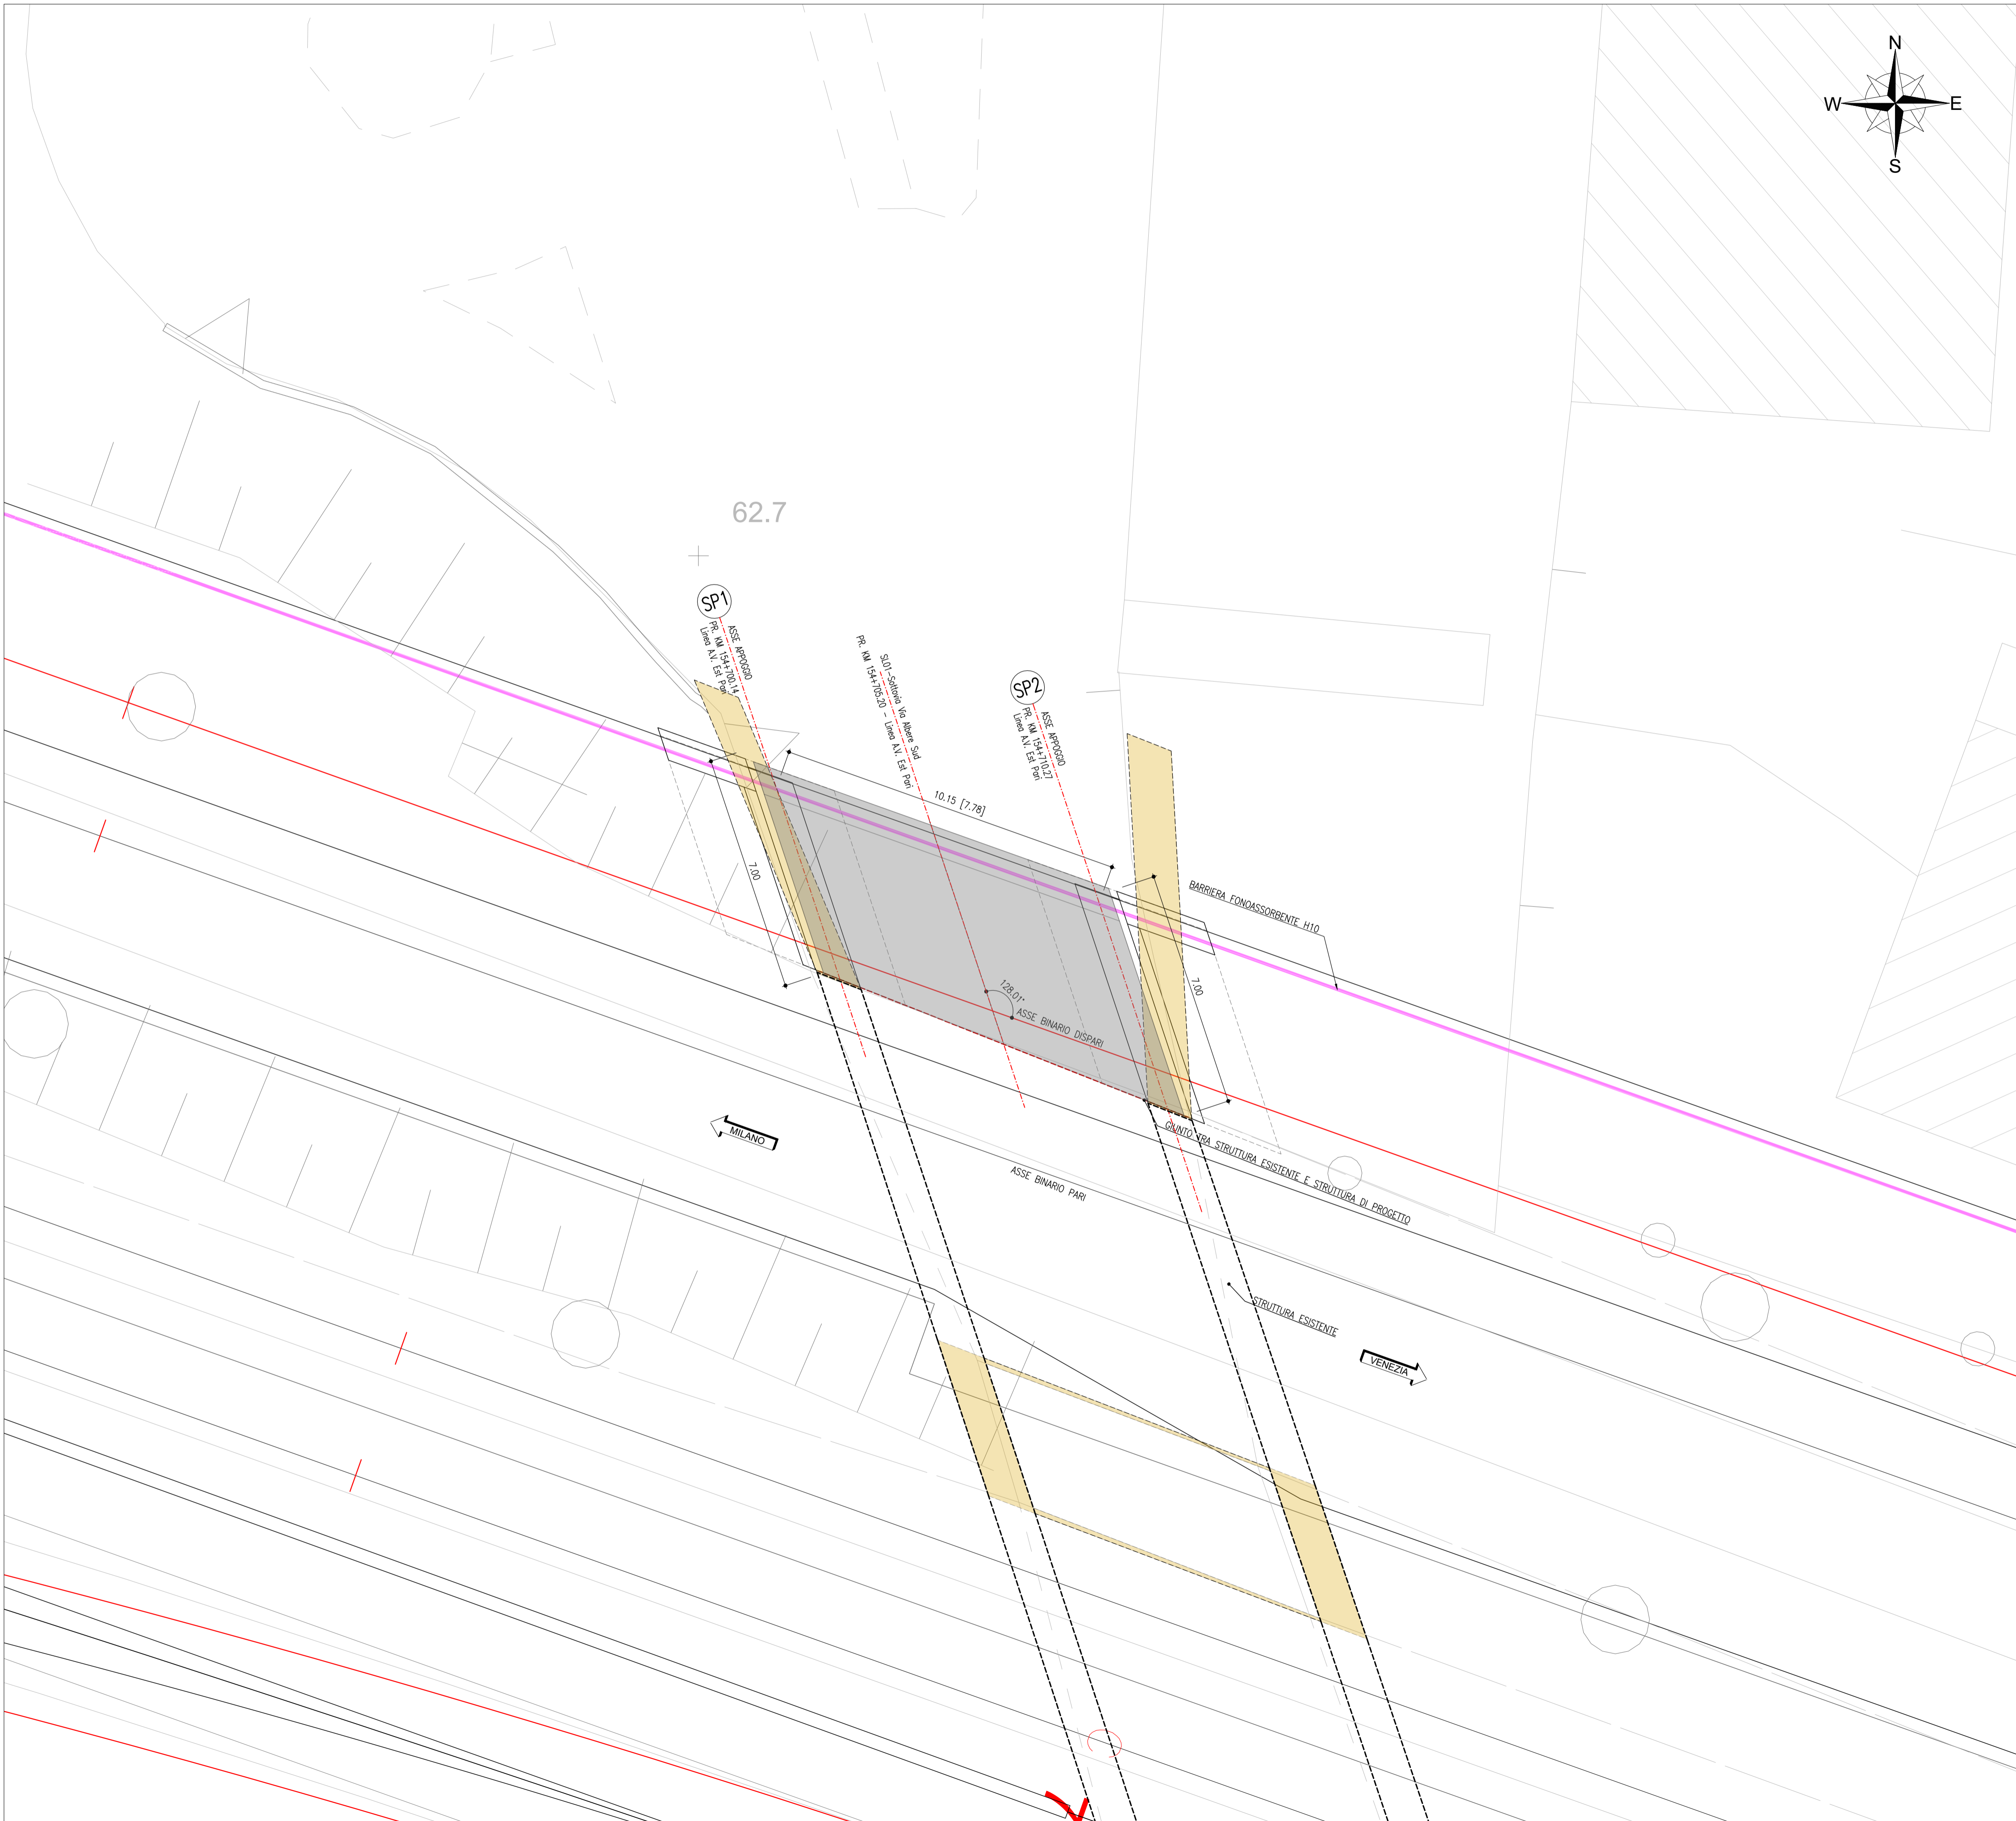 N
W
E
S
62.7
SP1
ASSE APPOGGIO
PR. KM 154+700.14
Linea A.V. Est Pari
SL01-Sottovia Via Albere Sud
PR. KM 154+705.20 - Linea A.V. Est Pari
SP2
ASSE APPOGGIO
PR. KM 154+710.27
Linea A.V. Est Pari
10.15 [7.78]
7.00
BARRIERA FONOASSORBENTE H10
7.00
128.01°
ASSE BINARIO DISPARI
MILANO
GIUNTO TRA STRUTTURA ESISTENTE E STRUTTURA DI PROGETTO
ASSE BINARIO PARI
STRUTTURA ESISTENTE
VENEZIA